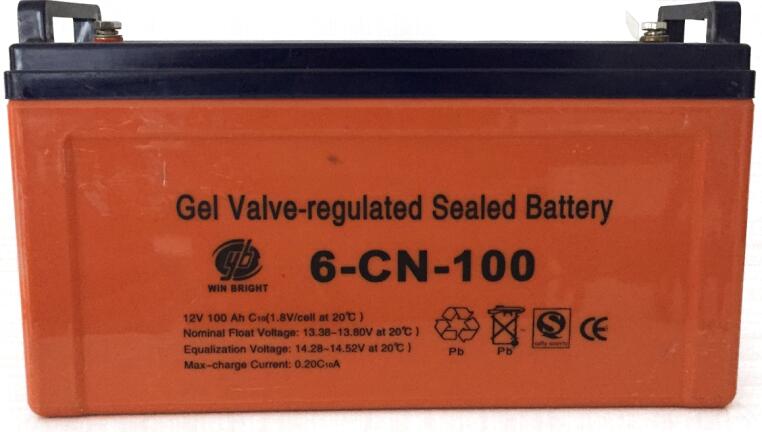 Gel Valve-regulated Sealed Battery
WIN BRIGHT
6-CN-100
12V 100 Ah C₁₀(1.8V/cell at 20℃)
Nominal Float Voltage: 13.38~13.80V at 20℃)
Equalization Voltage: 14.28~14.52V at 20℃)
Max-charge Current: 0.20C₁₀A
Pb
Pb
CE